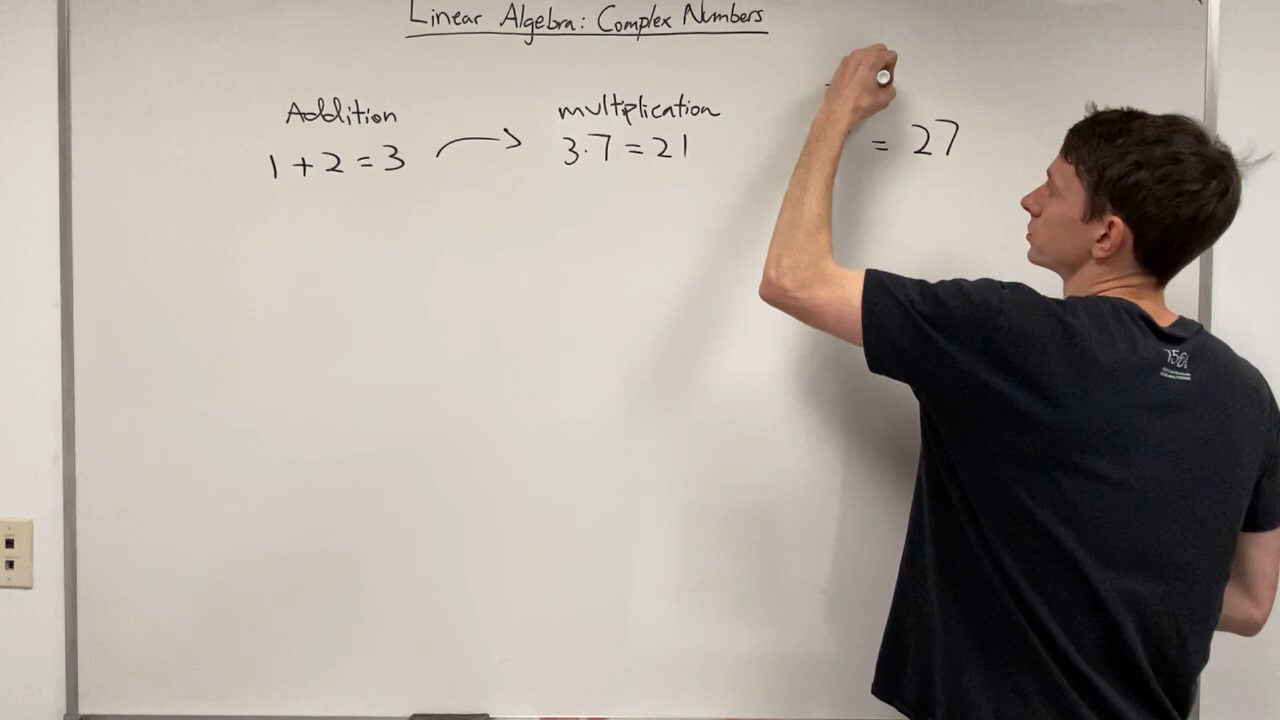 Linear Algebra: Complex Numbers
Addition
1 + 2 = 3
multiplication
3·7 = 21
= 27